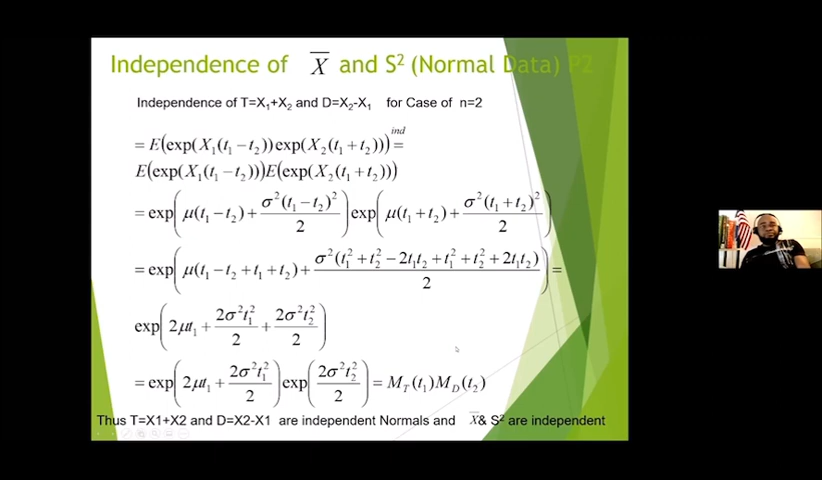 Independence of X̄ and S² (Normal Data) P2
Independence of T=X₁+X₂ and D=X₂-X₁ for Case of n=2
= E(exp(X₁(t₁ − t₂))exp(X₂(t₁ + t₂))) ind =
E(exp(X₁(t₁ − t₂)))E(exp(X₂(t₁ + t₂)))
= exp(μ(t₁ − t₂) + σ²(t₁ − t₂)²/2) exp(μ(t₁ + t₂) + σ²(t₁ + t₂)²/2)
= exp(μ(t₁ − t₂ + t₁ + t₂) + σ²(t₁² + t₂² − 2t₁t₂ + t₁² + t₂² + 2t₁t₂)/2) =
exp(2μt₁ + 2σ²t₁²/2 + 2σ²t₂²/2)
= exp(2μt₁ + 2σ²t₁²/2) exp(2σ²t₂²/2) = M_T(t₁)M_D(t₂)
Thus T=X1+X2 and D=X2-X1 are independent Normals and X̄ & S² are independent